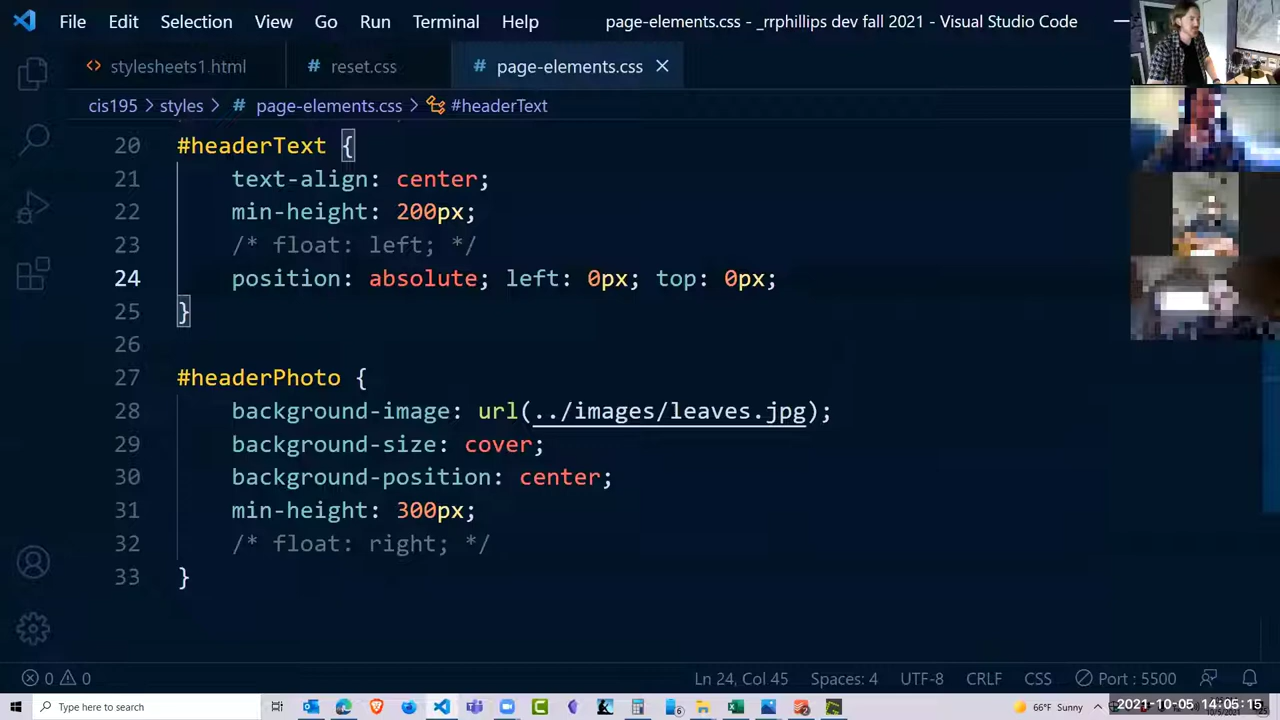 File Edit Selection View Go Run Terminal Help page-elements.css - _rrphillips dev fall 2021 - Visual Studio Code
stylesheets1.html # reset.css # page-elements.css
cis195 > styles > # page-elements.css > #headerText
20 #headerText {
21 text-align: center;
22 min-height: 200px;
23 /* float: left; */
24 position: absolute; left: 0px; top: 0px;
25 }
26
27 #headerPhoto {
28 background-image: url(../images/leaves.jpg);
29 background-size: cover;
30 background-position: center;
31 min-height: 300px;
32 /* float: right; */
33 }
0 0 Ln 24, Col 45 Spaces: 4 UTF-8 CRLF CSS Port : 5500
Type here to search 66°F Sunny 2021-10-05 14:05:15